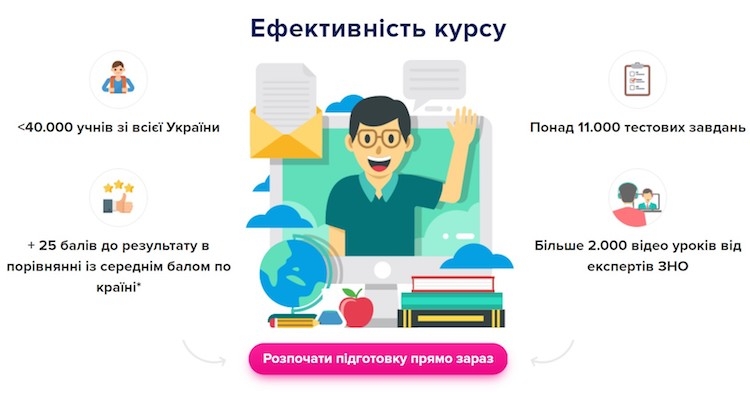 Ефективність курсу
<40.000 учнів зі всієї України
Понад 11.000 тестових завдань
+ 25 балів до результату в
порівнянні із середнім балом по
країні*
Більше 2.000 відео уроків від
експертів ЗНО
Розпочати підготовку прямо зараз